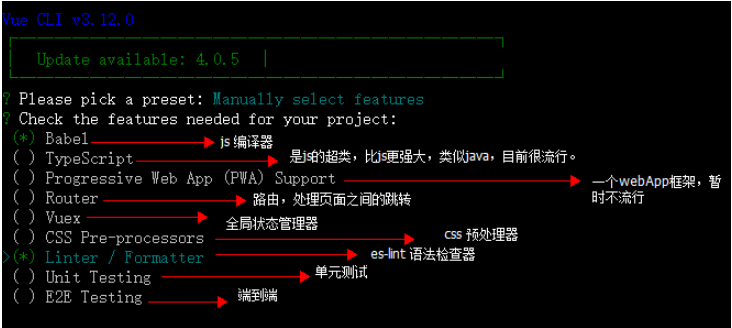 Vue CLI v3.12.0
Update available: 4.0.5
? Please pick a preset: Manually select features
? Check the features needed for your project:
(*) Babel js 编译器
( ) TypeScript 是js的超类，比js更强大，类似java，目前很流行。
( ) Progressive Web App (PWA) Support 一个webApp框架，暂
时不流行
( ) Router 路由，处理页面之间的跳转
( ) Vuex 全局状态管理器
( ) CSS Pre-processors css 预处理器
>(*) Linter / Formatter es-lint 语法检查器
( ) Unit Testing 单元测试
( ) E2E Testing 端到端